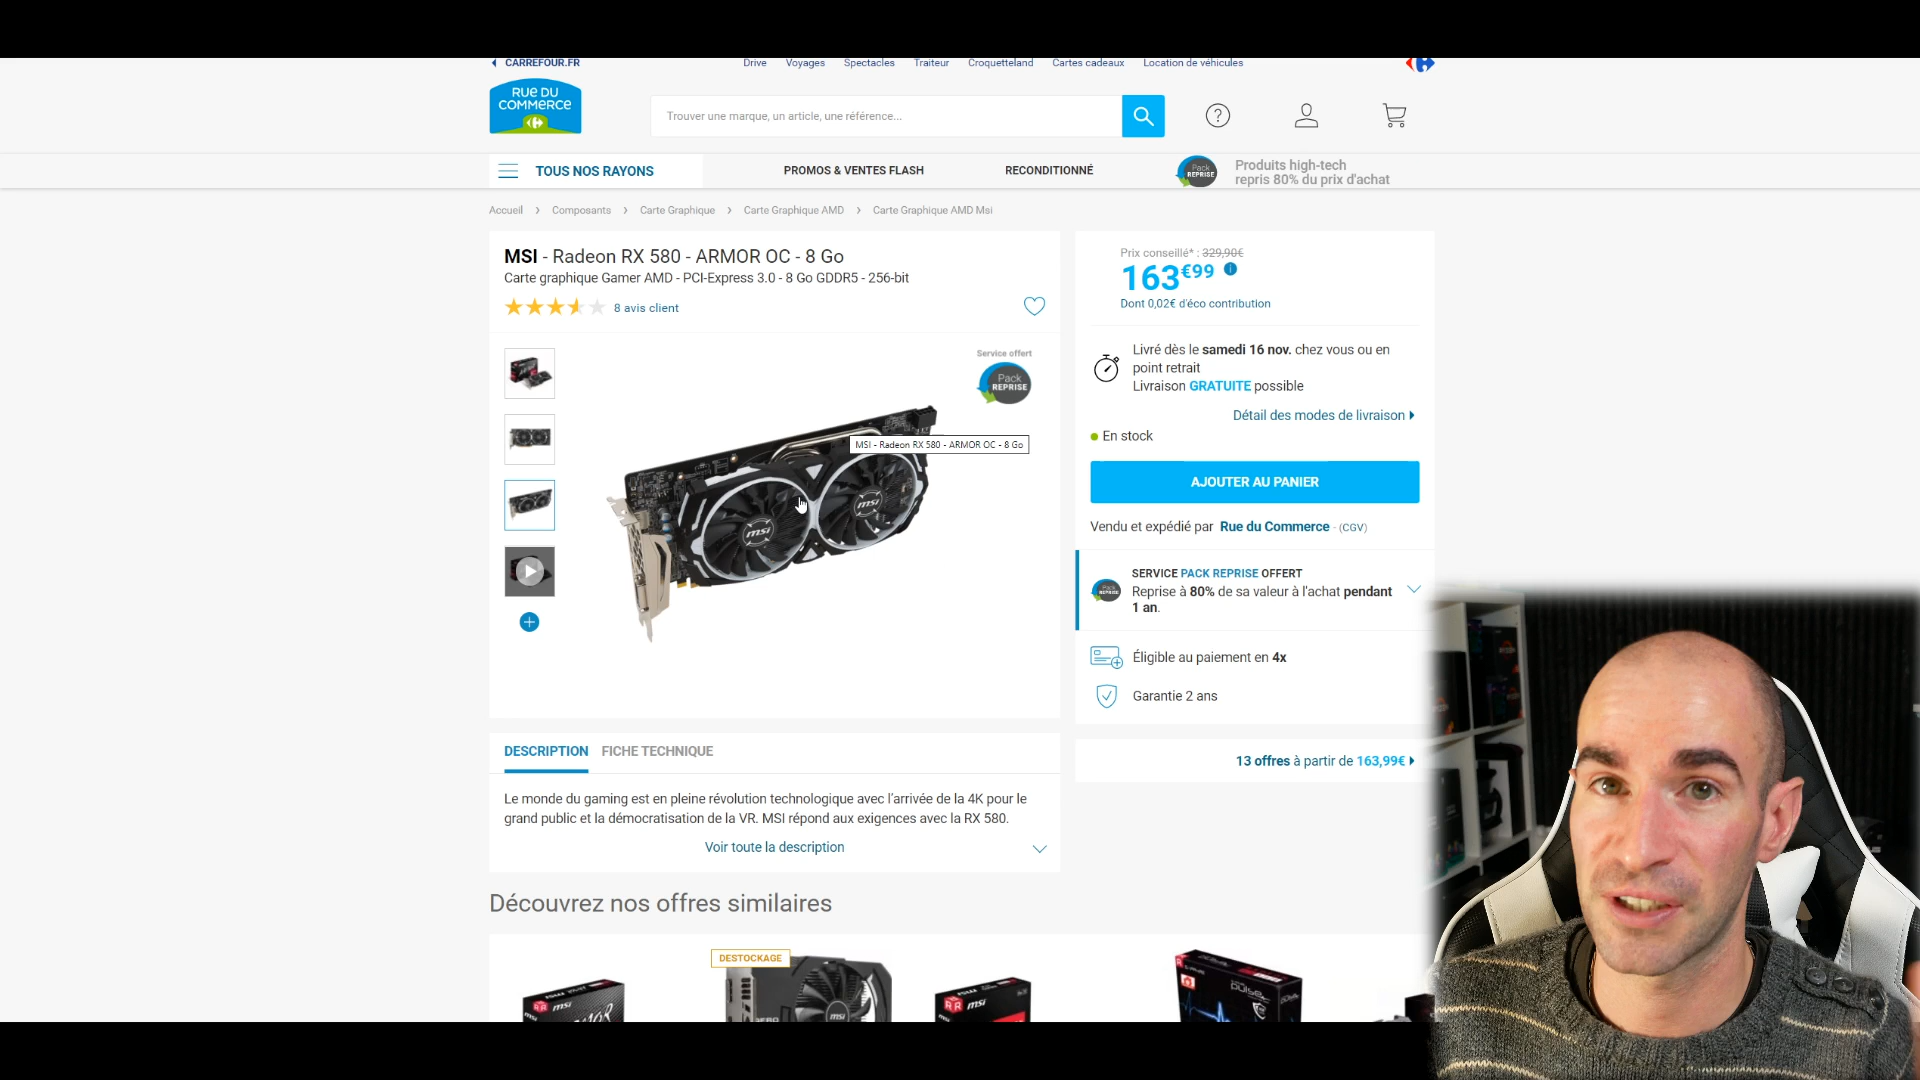 CARREFOUR.FR
Drive
Voyages
Spectacles
Traiteur
Croquetteland
Cartes cadeaux
Location de véhicules
RUE DU
COMMERCE
Trouver une marque, un article, une référence...
TOUS NOS RAYONS
PROMOS & VENTES FLASH
RECONDITIONNÉ
Pack
REPRISE
Produits high-tech
repris 80% du prix d'achat
Accueil
Composants
Carte Graphique
Carte Graphique AMD
Carte Graphique AMD Msi
MSI - Radeon RX 580 - ARMOR OC - 8 Go
Carte graphique Gamer AMD - PCI-Express 3.0 - 8 Go GDDR5 - 256-bit
8 avis client
Service offert
Pack
REPRISE
MSI - Radeon RX 580 - ARMOR OC - 8 Go
msi
msi
Prix conseillé* : 329,90€
163€99
Dont 0,02€ d'éco contribution
Livré dès le samedi 16 nov. chez vous ou en
point retrait
Livraison GRATUITE possible
Détail des modes de livraison
En stock
AJOUTER AU PANIER
Vendu et expédié par Rue du Commerce - (CGV)
SERVICE PACK REPRISE OFFERT
Pack
REPRISE
Reprise à 80% de sa valeur à l'achat pendant
1 an.
Éligible au paiement en 4x
Garantie 2 ans
13 offres à partir de 163,99€
DESCRIPTION
FICHE TECHNIQUE
Le monde du gaming est en pleine révolution technologique avec l'arrivée de la 4K pour le
grand public et la démocratisation de la VR. MSI répond aux exigences avec la RX 580.
Voir toute la description
Découvrez nos offres similaires
DESTOCKAGE
msi
msi
msi
PULSE